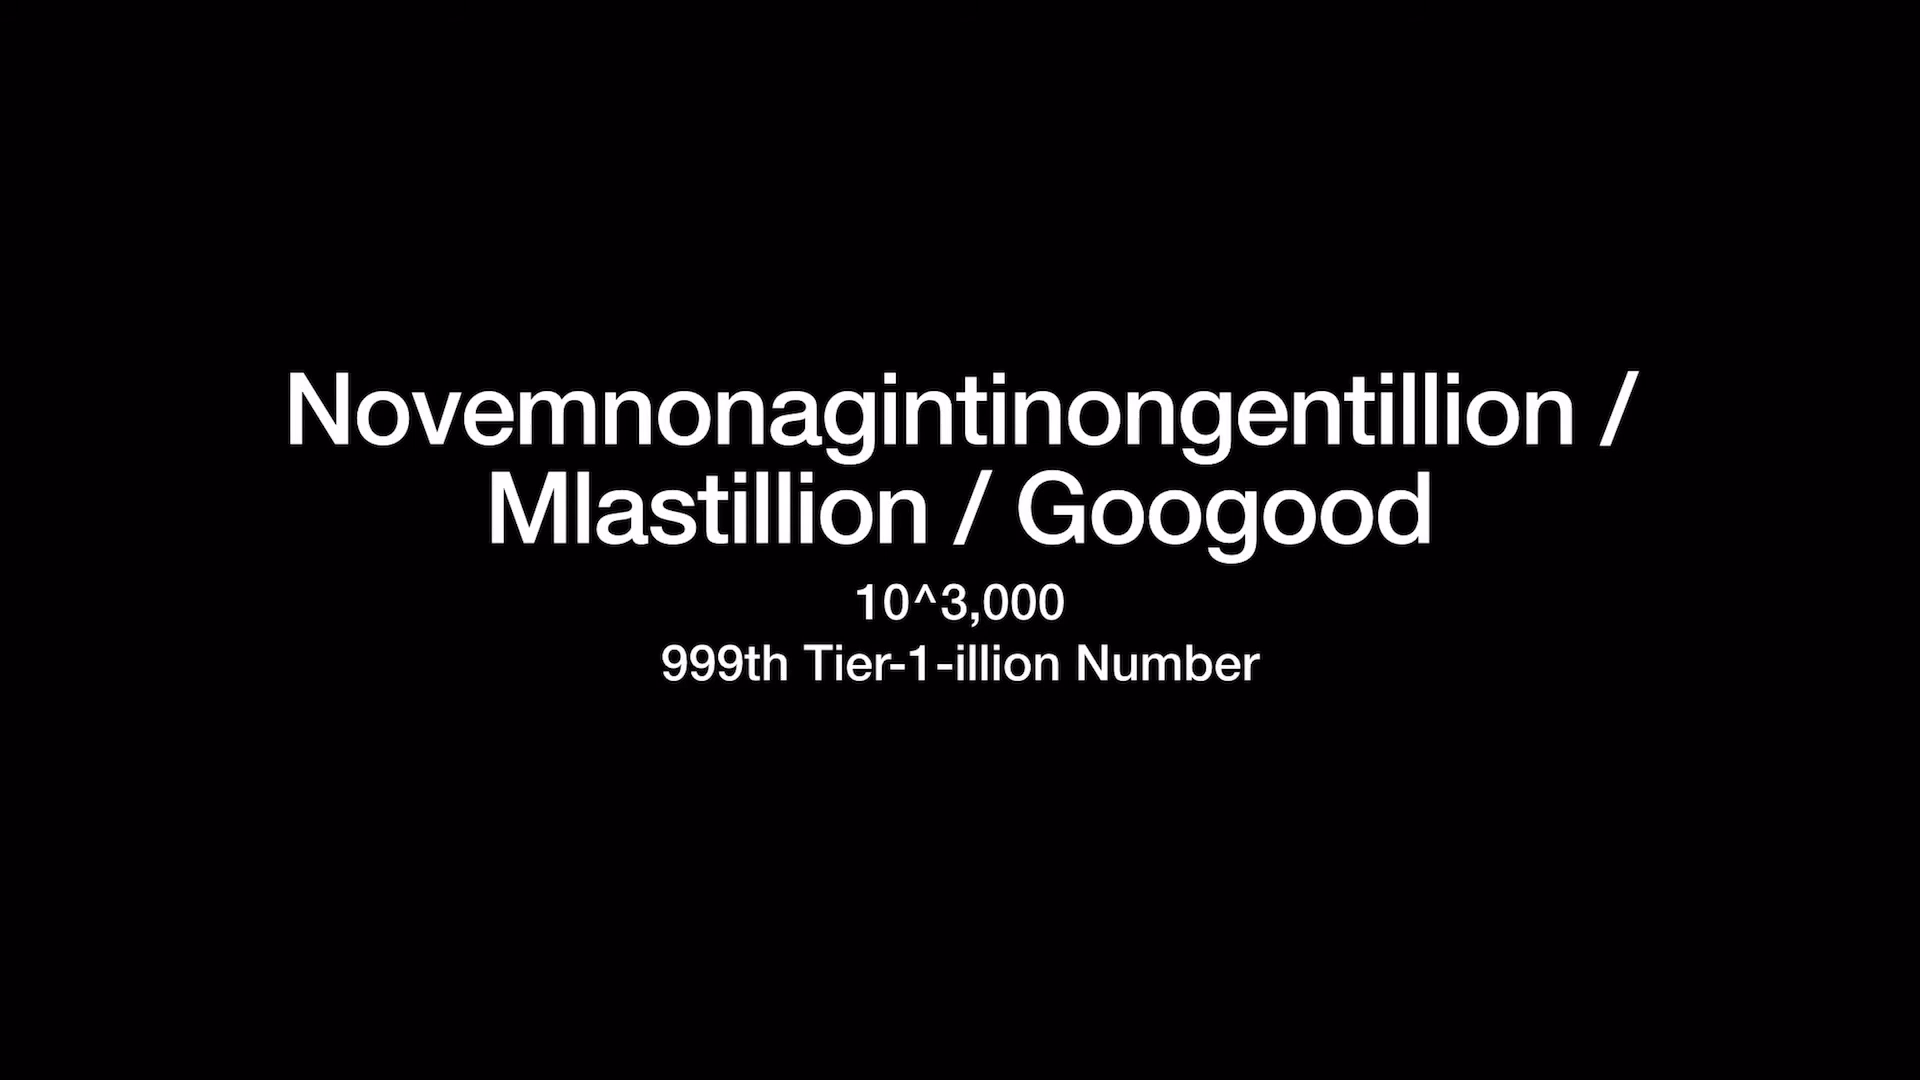 Novemnonagintinongentillion /
Mlastillion / Googood
10^3,000
999th Tier-1-illion Number